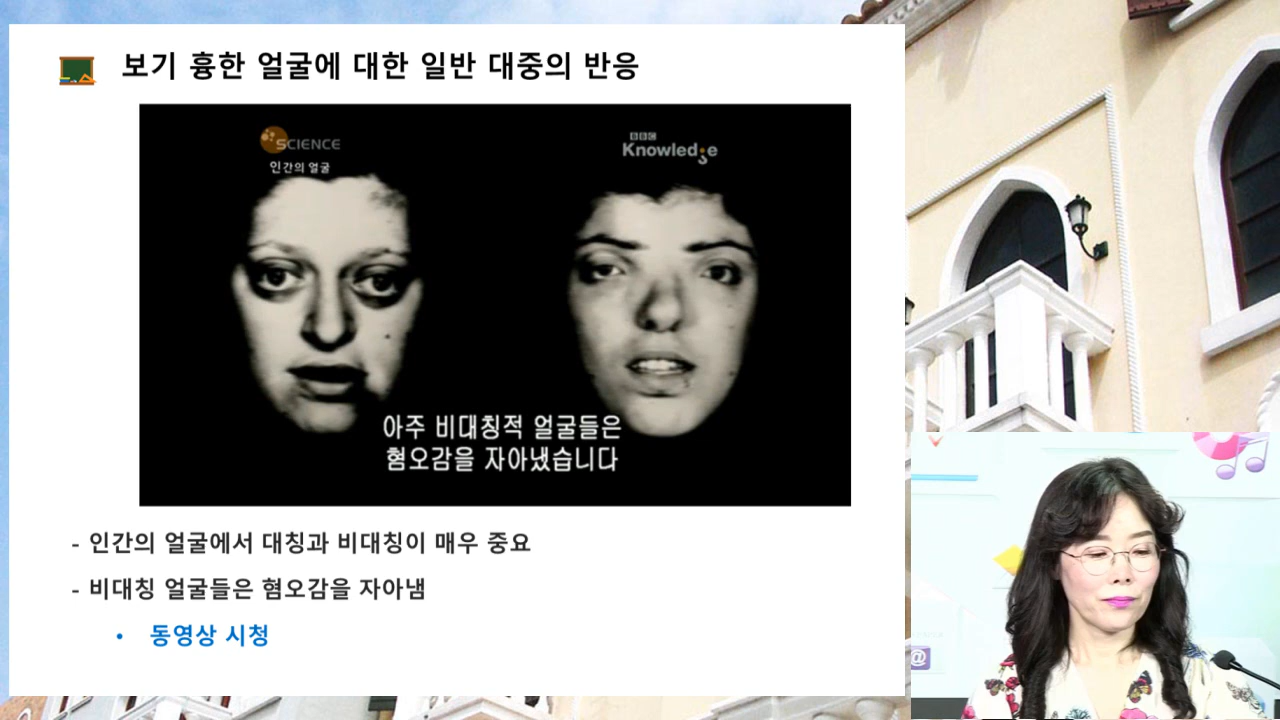 보기 흉한 얼굴에 대한 일반 대중의 반응
SCIENCE
인간의 얼굴
BBC
Knowledge
아주 비대칭적 얼굴들은
혐오감을 자아냈습니다
- 인간의 얼굴에서 대칭과 비대칭이 매우 중요
- 비대칭 얼굴들은 혐오감을 자아냄
• 동영상 시청
@